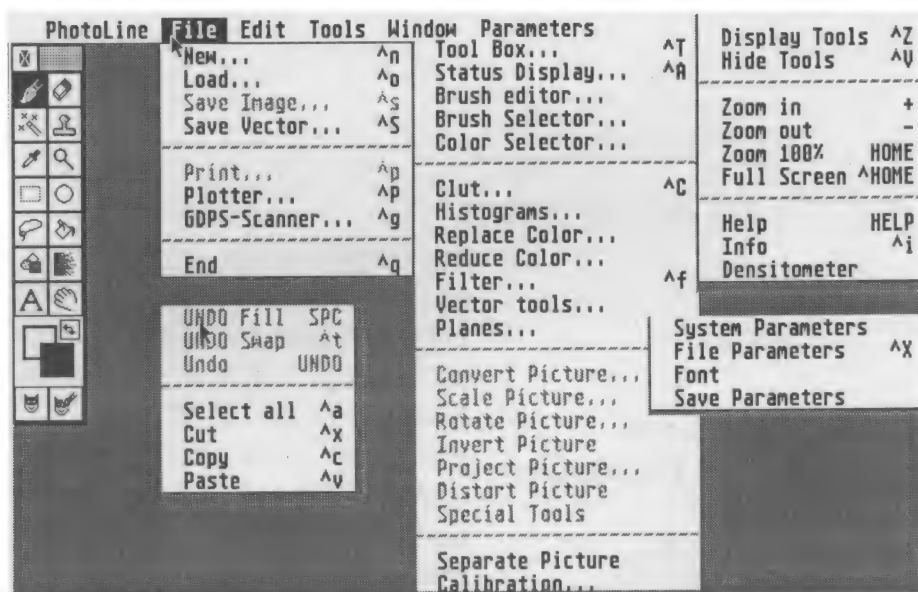 PhotoLine File Edit Tools Window Parameters
New... ^n
Load... ^o
Save Image... ^s
Save Vector... ^S
Print... ^p
Plotter... ^P
GDPS-Scanner... ^g
End ^q
UNDO Fill SPC
UNDO Swap ^t
Undo UNDO
Select all ^a
Cut ^x
Copy ^c
Paste ^v
Tool Box... ^T
Status Display... ^A
Brush editor...
Brush Selector...
Color Selector...
Clut... ^C
Histograms...
Replace Color...
Reduce Color...
Filter... ^f
Vector tools...
Planes...
Convert Picture...
Scale Picture...
Rotate Picture...
Invert Picture
Project Picture...
Distort Picture
Special Tools
Separate Picture
Calibration...
Display Tools ^Z
Hide Tools ^V
Zoom in +
Zoom out -
Zoom 100% HOME
Full Screen ^HOME
Help HELP
Info ^i
Densitometer
System Parameters
File Parameters ^X
Font
Save Parameters
A